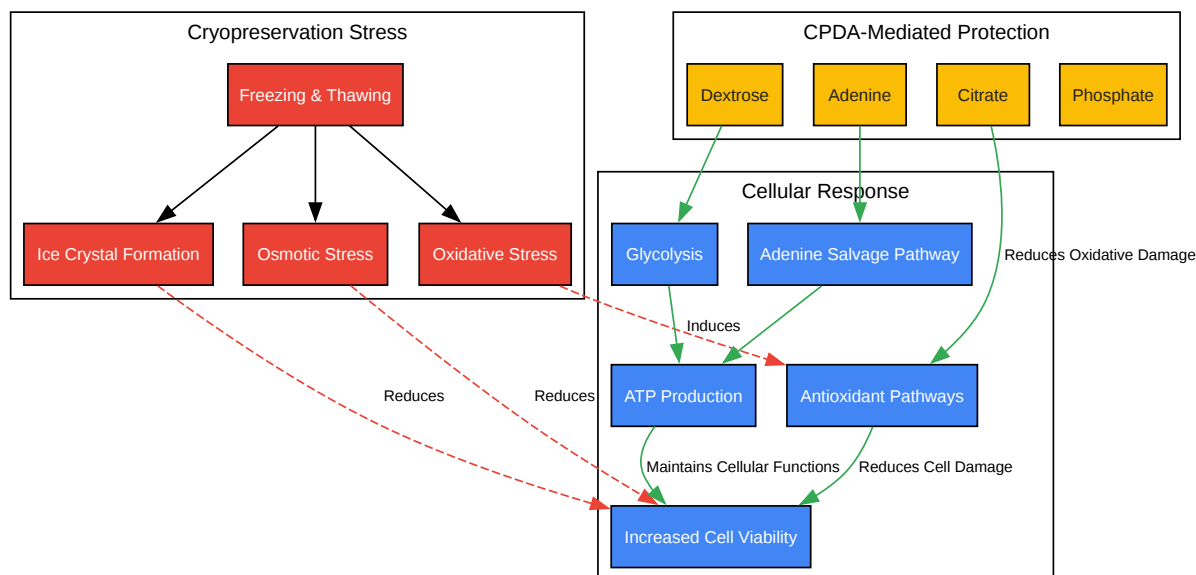 Cryopreservation Stress
CPDA-Mediated Protection
Freezing & Thawing
Dextrose
Adenine
Citrate
Phosphate
Cellular Response
Ice Crystal Formation
Osmotic Stress
Oxidative Stress
Glycolysis
Adenine Salvage Pathway
Reduces Oxidative Damage
Induces
Reduces
Reduces
ATP Production
Antioxidant Pathways
Maintains Cellular Functions
Reduces Cell Damage
Increased Cell Viability